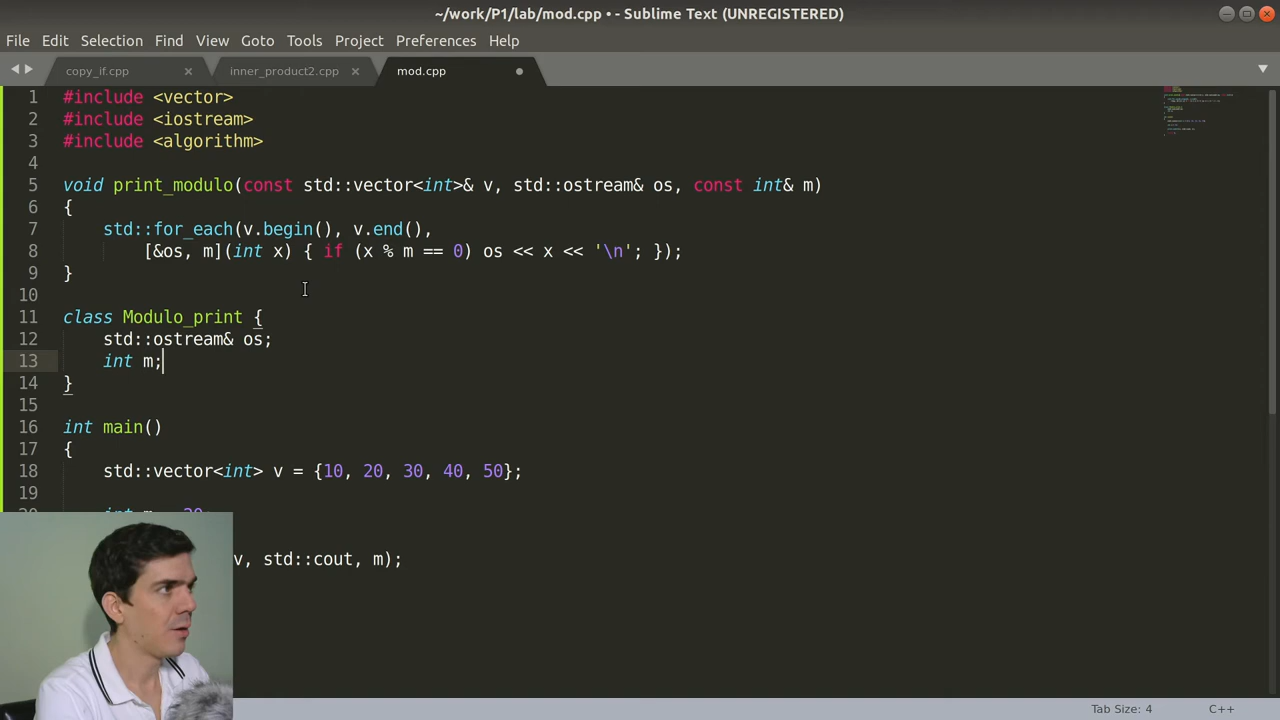 ~/work/P1/lab/mod.cpp • - Sublime Text (UNREGISTERED)
File Edit Selection Find View Goto Tools Project Preferences Help
copy_if.cpp inner_product2.cpp mod.cpp
1 #include <vector>
2 #include <iostream>
3 #include <algorithm>
4
5 void print_modulo(const std::vector<int>& v, std::ostream& os, const int& m)
6 {
7 std::for_each(v.begin(), v.end(),
8 [&os, m](int x) { if (x % m == 0) os << x << '\n'; });
9 }
10
11 class Modulo_print {
12 std::ostream& os;
13 int m;
14 }
15
16 int main()
17 {
18 std::vector<int> v = {10, 20, 30, 40, 50};
19
v, std::cout, m);
Tab Size: 4 C++